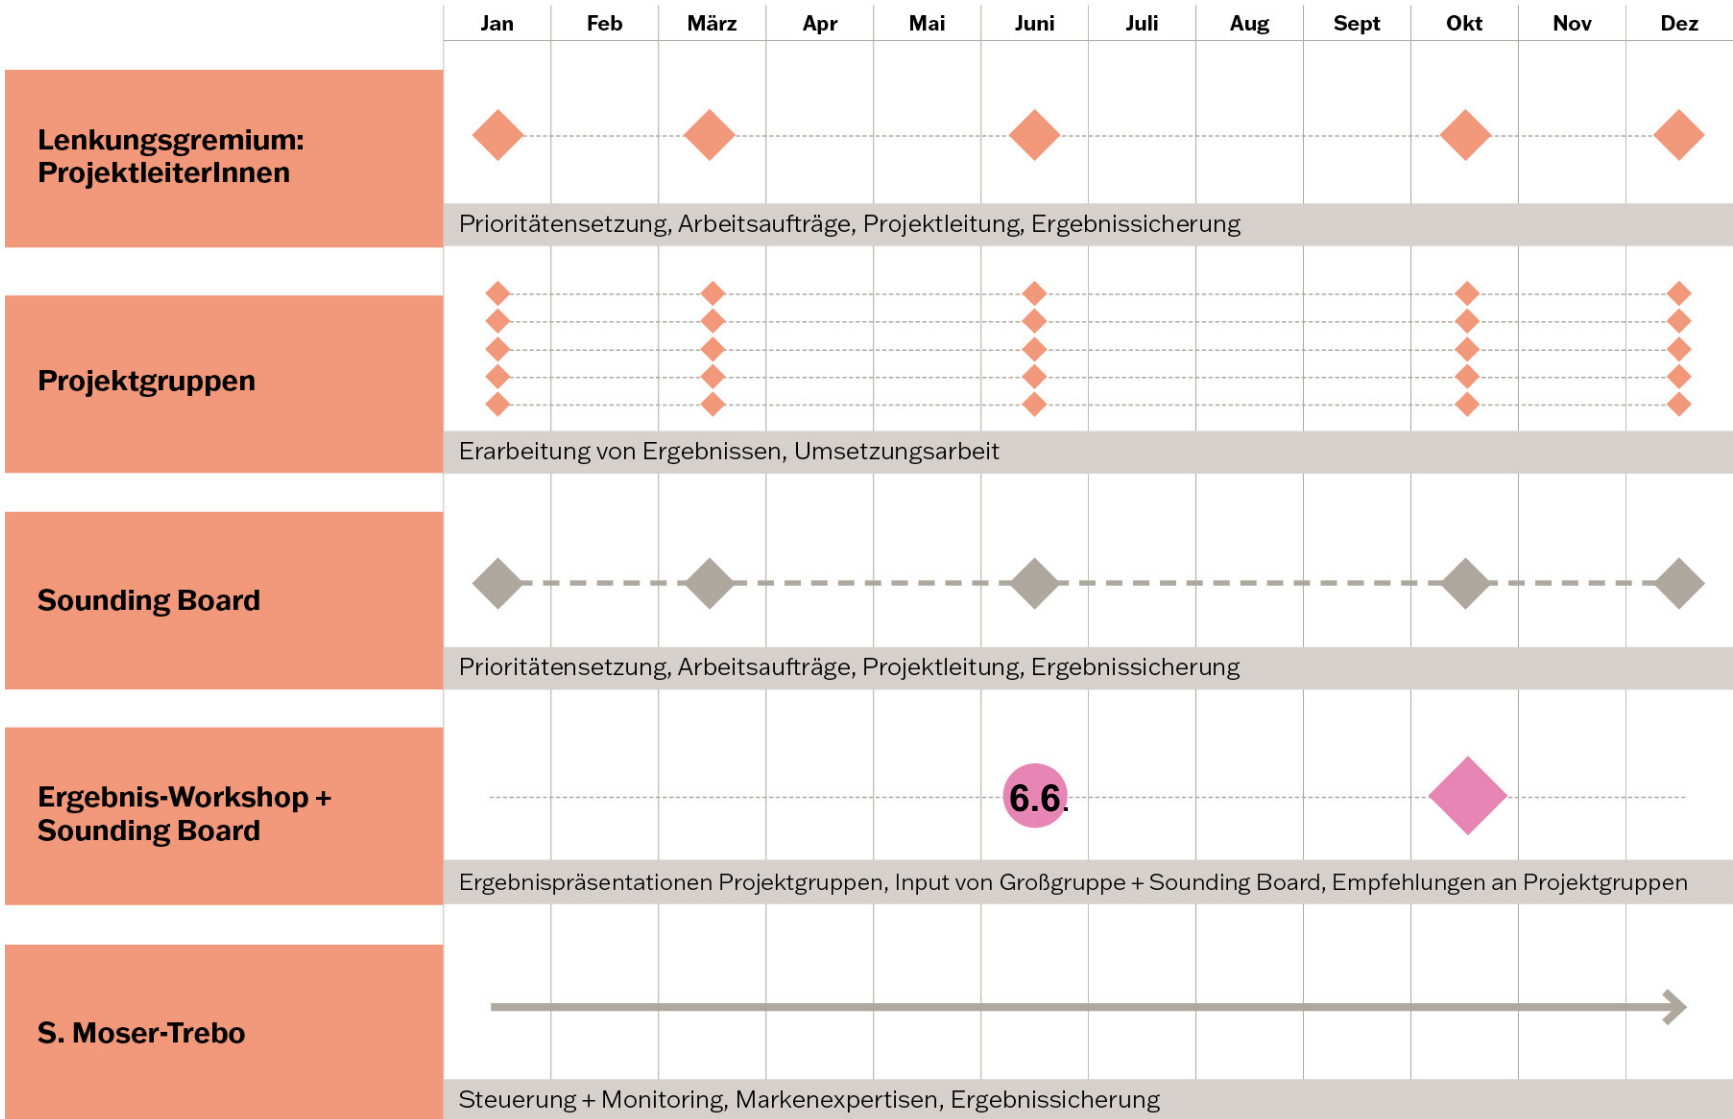 Jan Feb März Apr Mai Juni Juli Aug Sept Okt Nov Dez
Lenkungsgremium:
ProjektleiterInnen
Prioritätensetzung, Arbeitsaufträge, Projektleitung, Ergebnissicherung
Projektgruppen
Erarbeitung von Ergebnissen, Umsetzungsarbeit
Sounding Board
Prioritätensetzung, Arbeitsaufträge, Projektleitung, Ergebnissicherung
Ergebnis-Workshop +
Sounding Board
6.6.
Ergebnispräsentationen Projektgruppen, Input von Großgruppe + Sounding Board, Empfehlungen an Projektgruppen
S. Moser-Trebo
Steuerung + Monitoring, Markenexpertisen, Ergebnissicherung